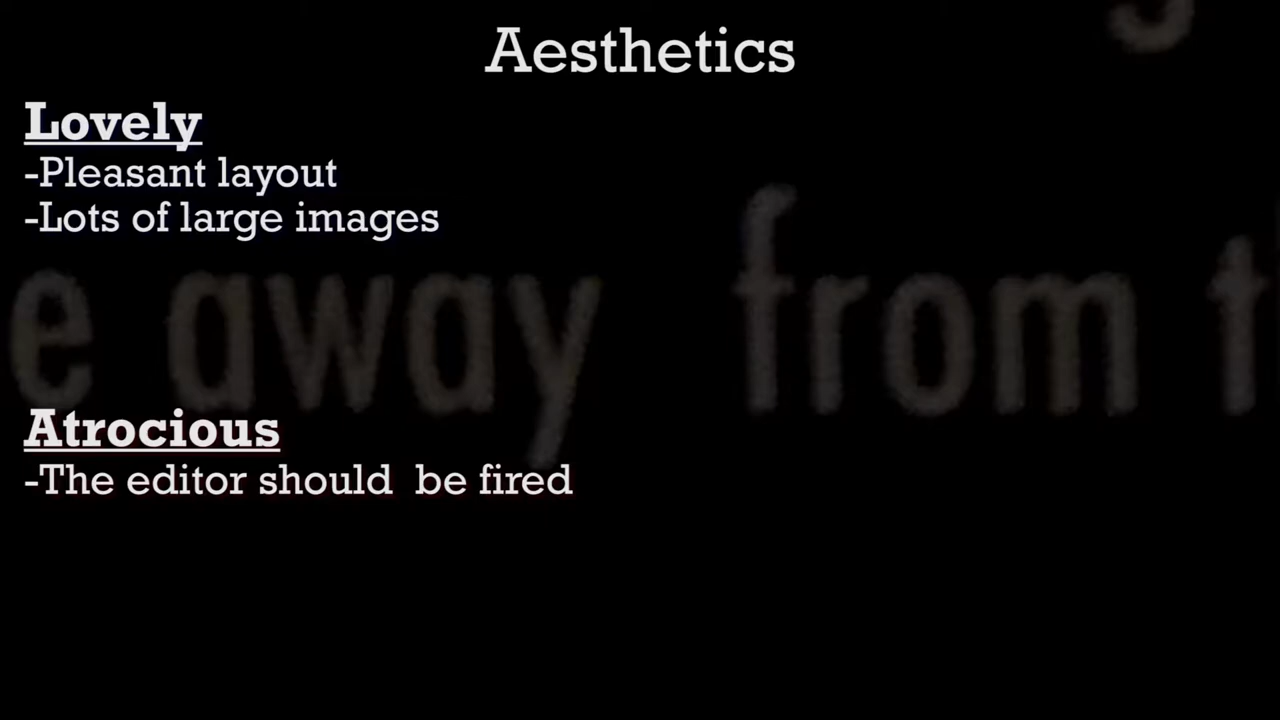 Aesthetics
Lovely
-Pleasant layout
-Lots of large images
e away  from t
Atrocious
-The editor should  be fired